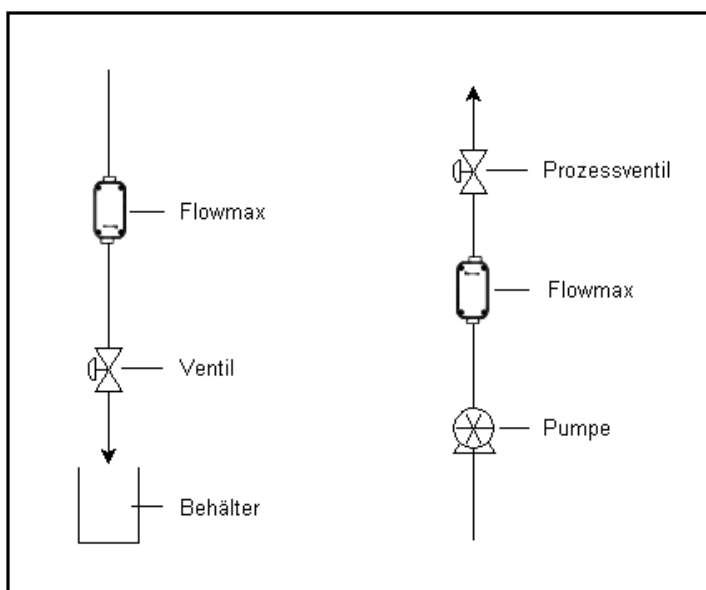 Flowmax
Ventil
Behälter
Prozessventil
Flowmax
Pumpe